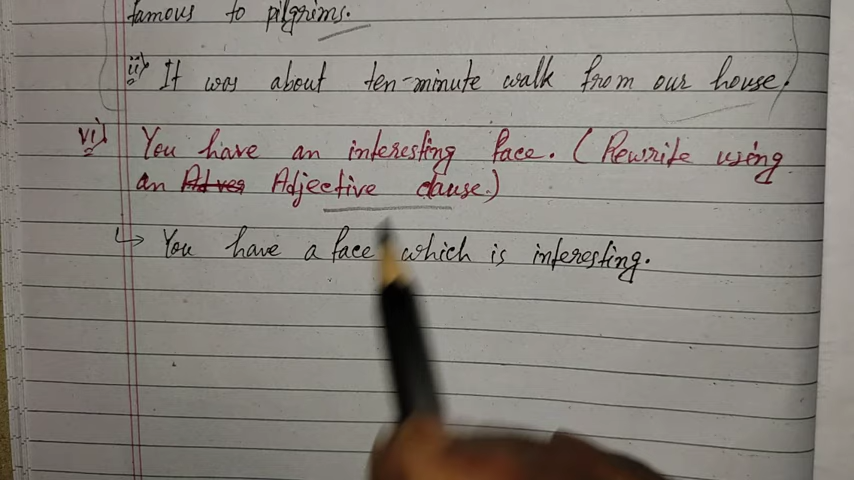 famous to pilgrims.
ii) It was about ten-minute walk from our house.
vi) You have an interesting face. (Rewrite using
an Adver Adjective clause.)
↳ You have a face which is interesting.